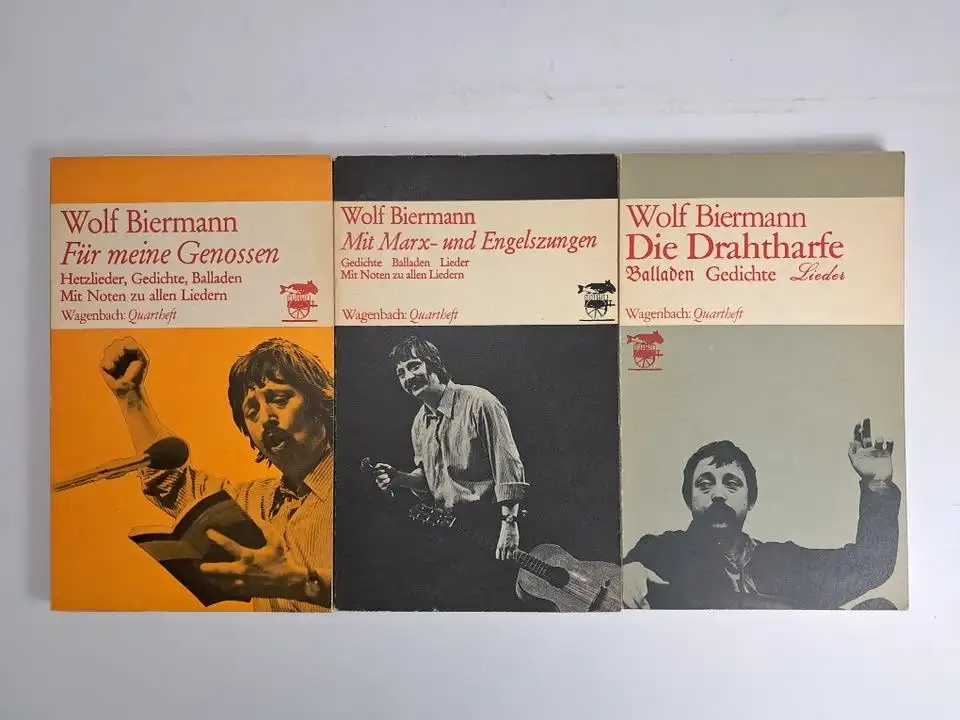 Wolf Biermann
Für meine Genossen
Hetzlieder, Gedichte, Balladen
Mit Noten zu allen Liedern
Wagenbach: Quartheft
Wolf Biermann
Mit Marx- und Engelszungen
Gedichte Balladen Lieder
Mit Noten zu allen Liedern
Wagenbach: Quartheft
Wolf Biermann
Die Drahtharfe
Balladen Gedichte Lieder
Wagenbach: Quartheft